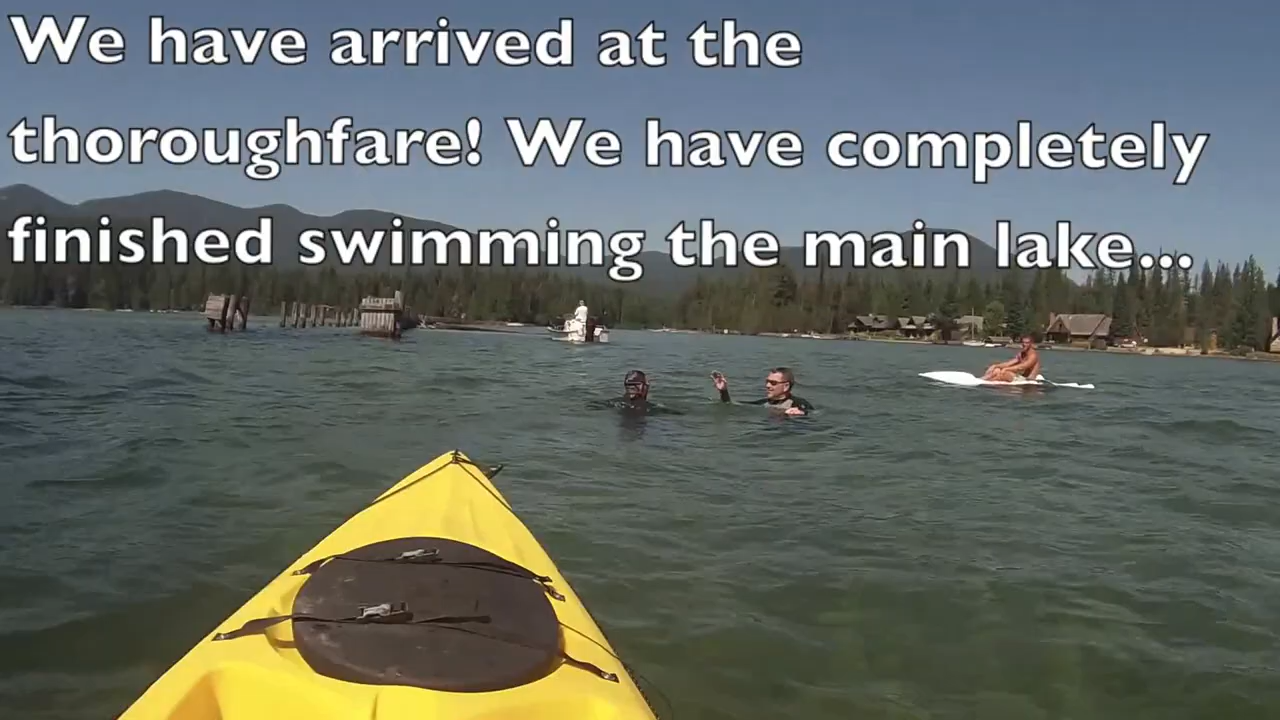 We have arrived at the
thoroughfare! We have completely
finished swimming the main lake...